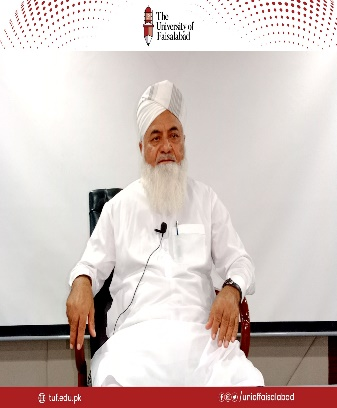 The
University of
Faisalabad
tuf.edu.pk
/unioffaisalabad